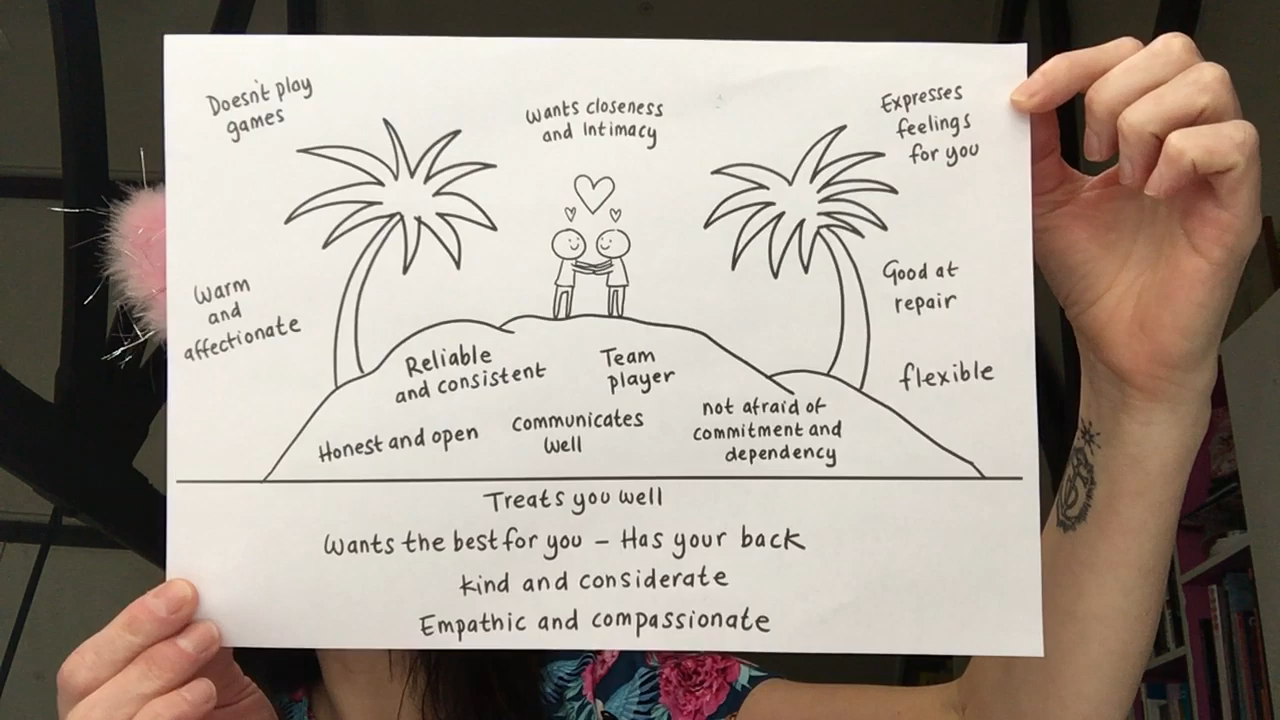 Doesn't play
games
Wants closeness
and Intimacy
Expresses
feelings
for you
Warm
and
affectionate
Good at
repair
flexible
Reliable
and consistent
Team
player
Honest and open
communicates
Well
not afraid of
commitment and
dependency
Treats you well
Wants the best for you – Has your back
kind and considerate
Empathic and compassionate